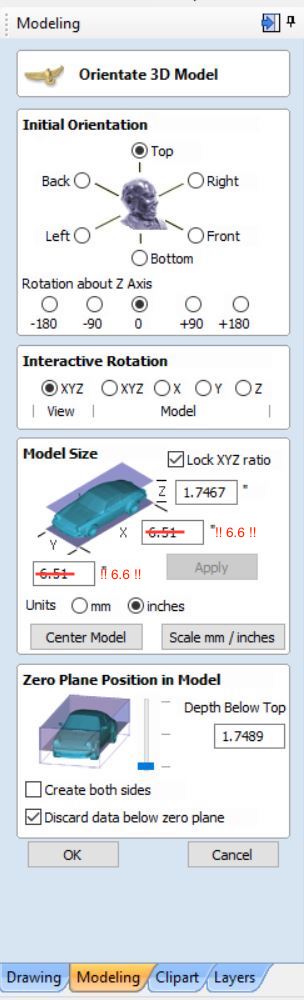 Modeling
Orientate 3D Model
Initial Orientation
Top
Back
Right
Left
Front
Bottom
Rotation about Z Axis
-180 -90 0 +90 +180
Interactive Rotation
XYZ XYZ X Y Z
| View | Model |
Model Size
Lock XYZ ratio
Z 1.7467 "
X 6.51 "!! 6.6 !!
Y
6.51 "!! 6.6 !!
Apply
Units mm inches
Center Model Scale mm / inches
Zero Plane Position in Model
Depth Below Top
1.7489
Create both sides
Discard data below zero plane
OK Cancel
Drawing Modeling Clipart Layers